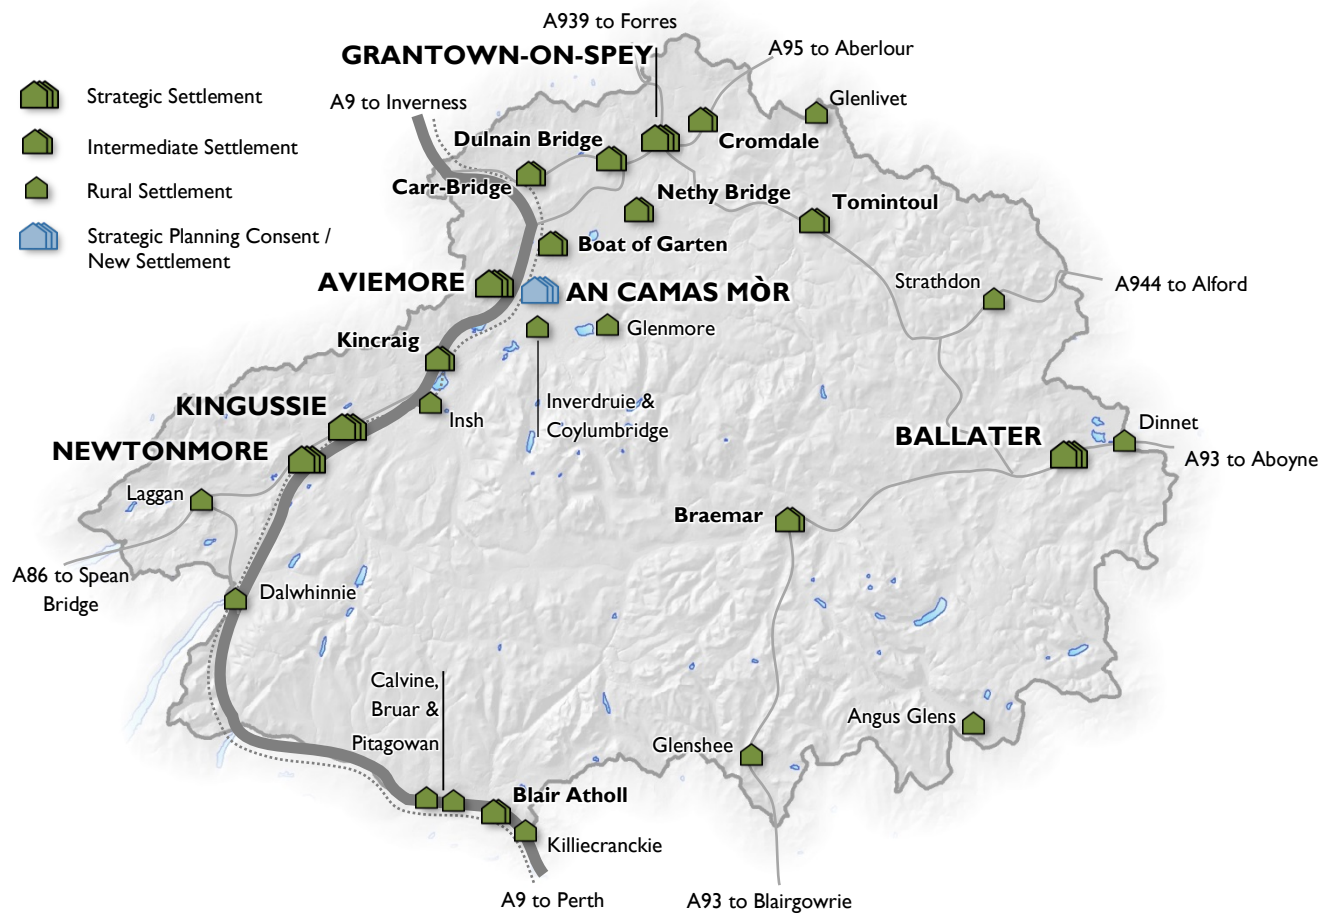 A939 to Forres
GRANTOWN-ON-SPEY
A95 to Aberlour
Strategic Settlement
A9 to Inverness
Glenlivet
Intermediate Settlement
Dulnain Bridge
Cromdale
Rural Settlement
Carr-Bridge
Nethy Bridge
Tomintoul
Strategic Planning Consent /
New Settlement
Boat of Garten
AVIEMORE
AN CAMAS MÒR
Strathdon
A944 to Alford
Glenmore
Kincraig
Inverdruie &
Coylumbridge
KINGUSSIE
Insh
NEWTONMORE
BALLATER
Dinnet
A93 to Aboyne
Laggan
Braemar
A86 to Spean
Bridge
Dalwhinnie
Calvine,
Bruar &
Pitagowan
Angus Glens
Glenshee
Blair Atholl
Killiecranckie
A9 to Perth
A93 to Blairgowrie